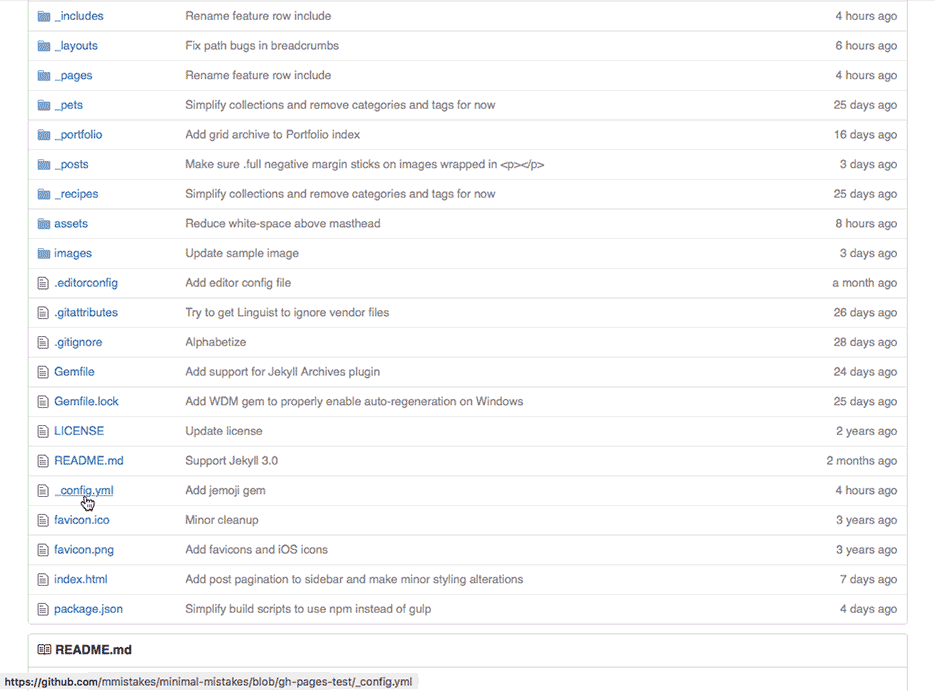 _includes Rename feature row include 4 hours ago
_layouts Fix path bugs in breadcrumbs 6 hours ago
_pages Rename feature row include 4 hours ago
_pets Simplify collections and remove categories and tags for now 25 days ago
_portfolio Add grid archive to Portfolio index 16 days ago
_posts Make sure .full negative margin sticks on images wrapped in <p></p> 3 days ago
_recipes Simplify collections and remove categories and tags for now 25 days ago
assets Reduce white-space above masthead 8 hours ago
images Update sample image 3 days ago
.editorconfig Add editor config file a month ago
.gitattributes Try to get Linguist to ignore vendor files 26 days ago
.gitignore Alphabetize 28 days ago
Gemfile Add support for Jekyll Archives plugin 24 days ago
Gemfile.lock Add WDM gem to properly enable auto-regeneration on Windows 25 days ago
LICENSE Update license 2 years ago
README.md Support Jekyll 3.0 2 months ago
_config.yml Add jemoji gem 4 hours ago
favicon.ico Minor cleanup 3 years ago
favicon.png Add favicons and iOS icons 3 years ago
index.html Add post pagination to sidebar and make minor styling alterations 7 days ago
package.json Simplify build scripts to use npm instead of gulp 4 days ago
README.md
https://github.com/mmistakes/minimal-mistakes/blob/gh-pages-test/_config.yml